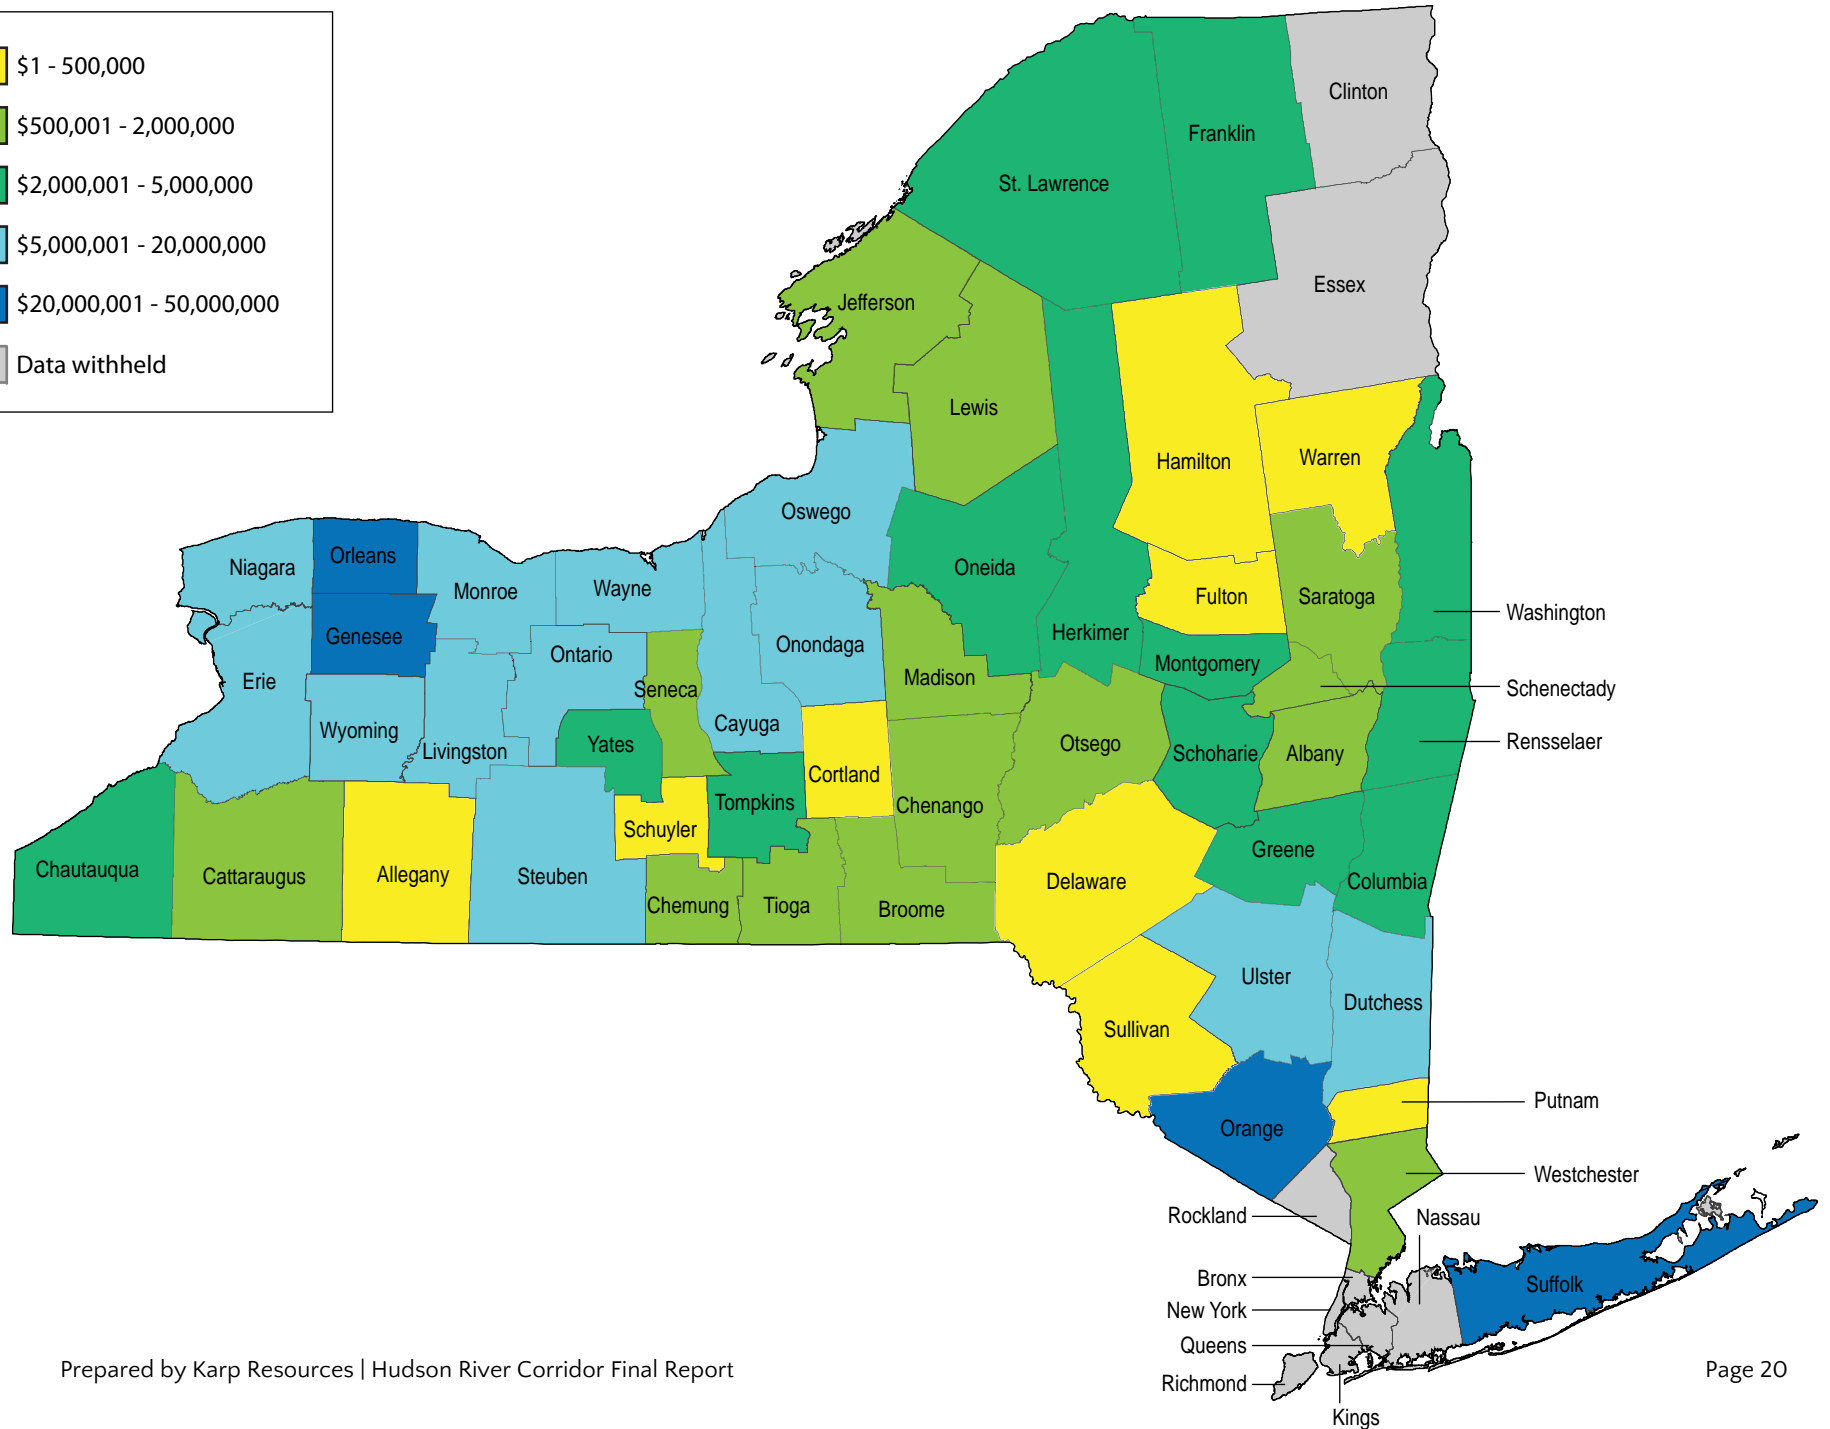 $1 - 500,000
$500,001 - 2,000,000
$2,000,001 - 5,000,000
$5,000,001 - 20,000,000
$20,000,001 - 50,000,000
Data withheld
Clinton
Franklin
St. Lawrence
Essex
Jefferson
Lewis
Hamilton
Warren
Oswego
Orleans
Niagara
Monroe
Wayne
Oneida
Fulton
Saratoga
Washington
Genesee
Herkimer
Onondaga
Ontario
Montgomery
Erie
Seneca
Madison
Schenectady
Wyoming
Livingston
Cayuga
Yates
Otsego
Schoharie
Albany
Rensselaer
Cortland
Tompkins
Chenango
Schuyler
Greene
Chautauqua
Cattaraugus
Allegany
Steuben
Delaware
Columbia
Chemung
Tioga
Broome
Ulster
Dutchess
Sullivan
Putnam
Orange
Westchester
Rockland
Nassau
Bronx
Suffolk
New York
Queens
Richmond
Kings
Prepared by Karp Resources | Hudson River Corridor Final Report
Page 20